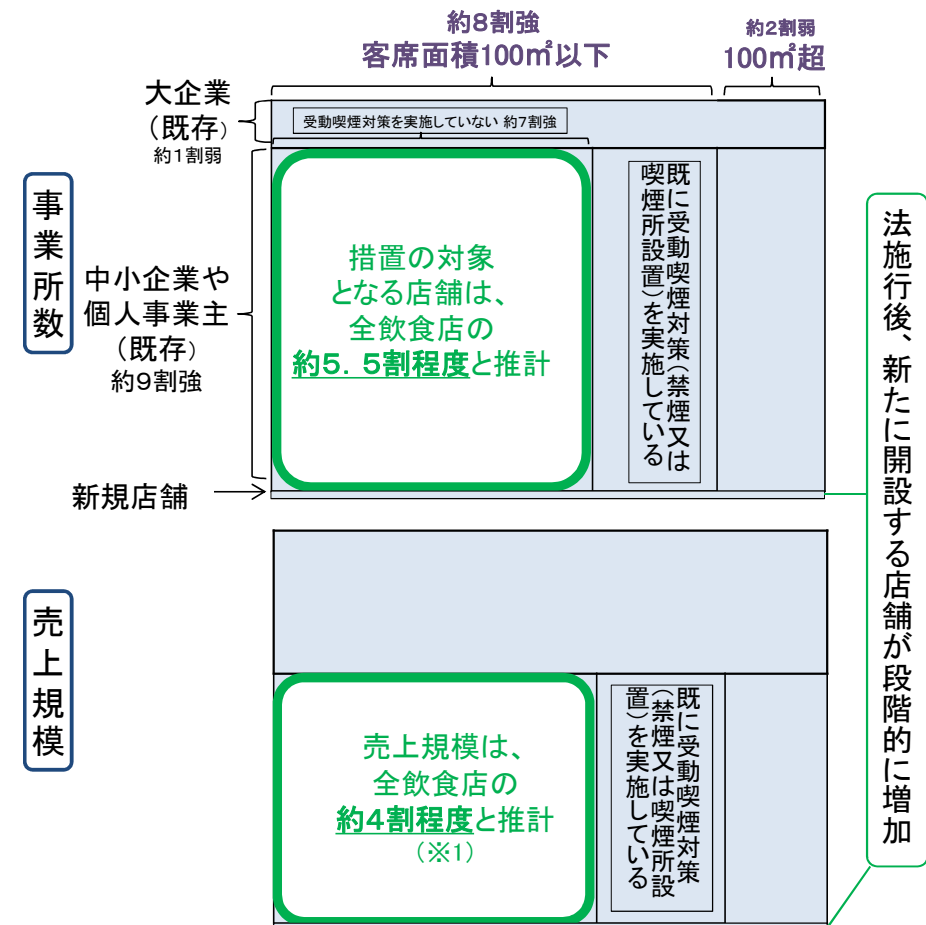 約8割強
客席面積100㎡以下
約2割弱
100㎡超
大企業
（既存）
約1割弱
受動喫煙対策を実施していない 約7割強
事業所数
中小企業や
個人事業主
（既存）
約9割強
措置の対象
となる店舗は、
全飲食店の
約5．5割程度と推計
既に受動喫煙対策（禁煙又は
喫煙所設置）を実施している
新規店舗
法施行後、新たに開設する店舗が段階的に増加
売上規模
売上規模は、
全飲食店の
約4割程度と推計
（※1）
既に受動喫煙対策
（禁煙又は喫煙所設
置）を実施している